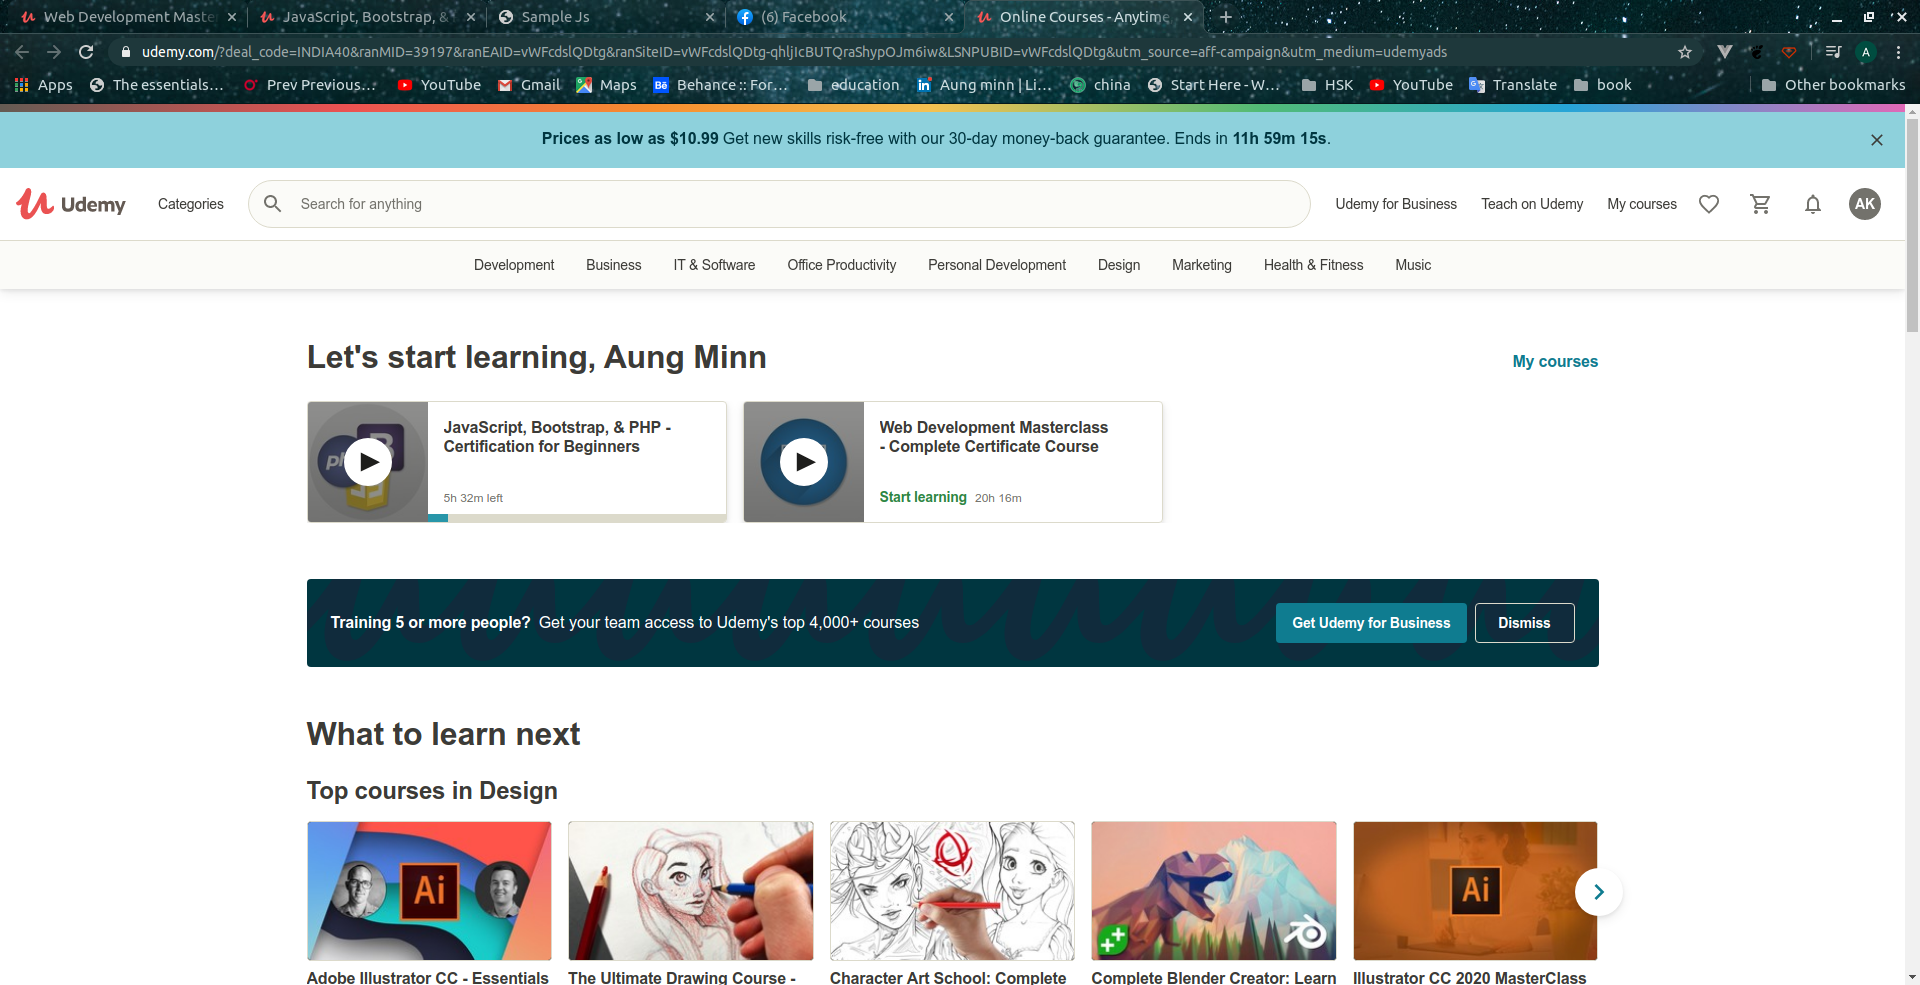 Web Development Maste
JavaScript, Bootstrap, &
Sample Js
(6) Facebook
Online Courses - Anytime
udemy.com/?deal_code=INDIA40&ranMID=39197&ranEAID=vWFcdslQDtg&ranSiteID=vWFcdslQDtg-qhljIcBUTQraShypOJm6iw&LSNPUBID=vWFcdslQDtg&utm_source=aff-campaign&utm_medium=udemyads
A
Apps
The essentials...
Prev Previous...
YouTube
Gmail
Maps
Bē Behance :: For...
education
in Aung minn | Li...
china
Start Here - W...
HSK
YouTube
Translate
book
Other bookmarks
Prices as low as $10.99 Get new skills risk-free with our 30-day money-back guarantee. Ends in 11h 59m 15s.
Udemy
Categories
Search for anything
Udemy for Business
Teach on Udemy
My courses
AK
Development
Business
IT & Software
Office Productivity
Personal Development
Design
Marketing
Health & Fitness
Music
Let's start learning, Aung Minn
My courses
JavaScript, Bootstrap, & PHP -
Certification for Beginners
5h 32m left
Web Development Masterclass
- Complete Certificate Course
Start learning 20h 16m
Training 5 or more people? Get your team access to Udemy's top 4,000+ courses
Get Udemy for Business
Dismiss
What to learn next
Top courses in Design
Ai
Ai
Adobe Illustrator CC - Essentials
The Ultimate Drawing Course -
Character Art School: Complete
Complete Blender Creator: Learn
Illustrator CC 2020 MasterClass